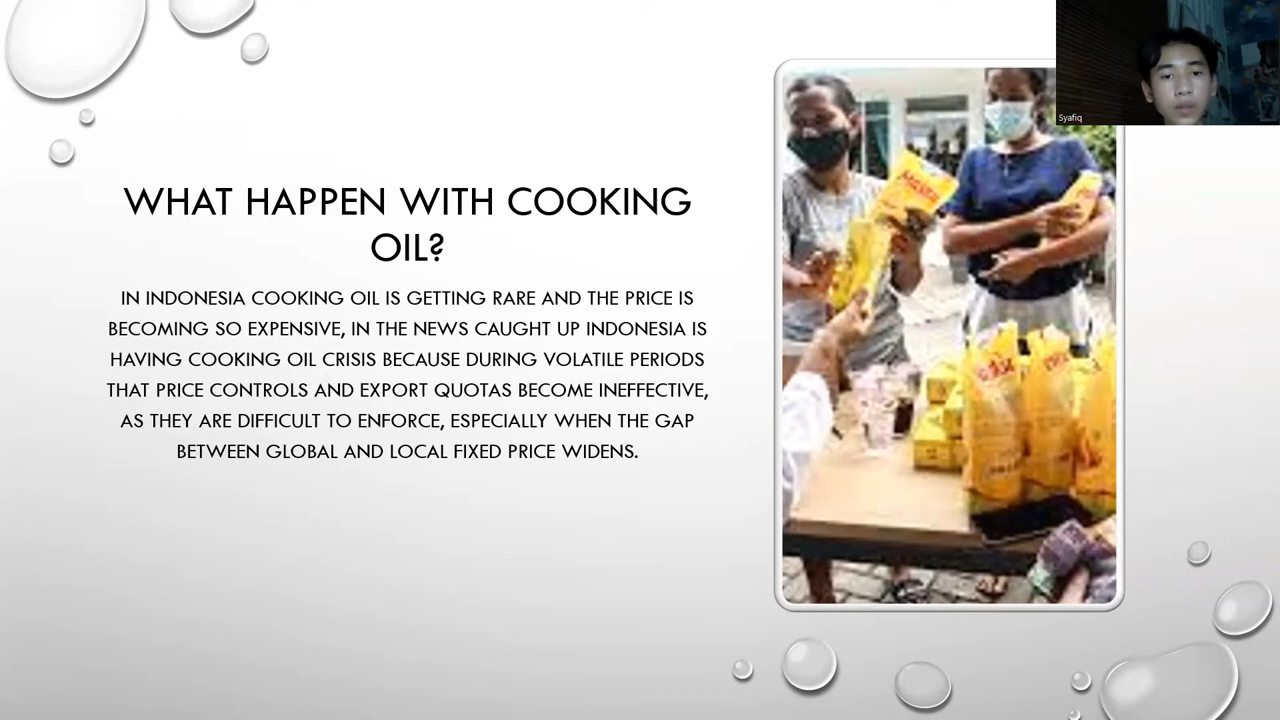 WHAT HAPPEN WITH COOKING
OIL?
IN INDONESIA COOKING OIL IS GETTING RARE AND THE PRICE IS
BECOMING SO EXPENSIVE, IN THE NEWS CAUGHT UP INDONESIA IS
HAVING COOKING OIL CRISIS BECAUSE DURING VOLATILE PERIODS
THAT PRICE CONTROLS AND EXPORT QUOTAS BECOME INEFFECTIVE,
AS THEY ARE DIFFICULT TO ENFORCE, ESPECIALLY WHEN THE GAP
BETWEEN GLOBAL AND LOCAL FIXED PRICE WIDENS.
Syafiq